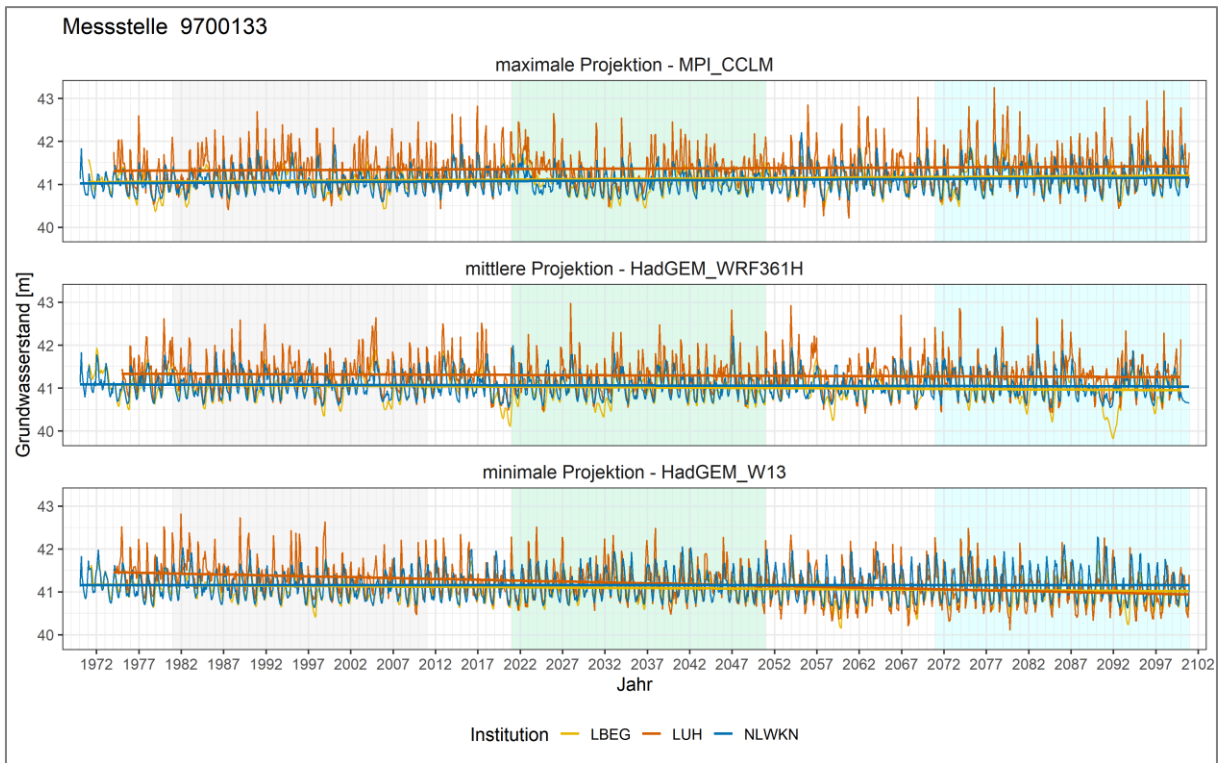 Messstelle 9700133
maximale Projektion - MPI_CCLM
43
42
41
40
mittlere Projektion - HadGEM_WRF361H
43
42
41
40
Grundwasserstand [m]
minimale Projektion - HadGEM_W13
43
42
41
40
1972 1977 1982 1987 1992 1997 2002 2007 2012 2017 2022 2027 2032 2037 2042 2047 2052 2057 2062 2067 2072 2077 2082 2087 2092 2097 2102
Jahr
Institution LBEG LUH NLWKN